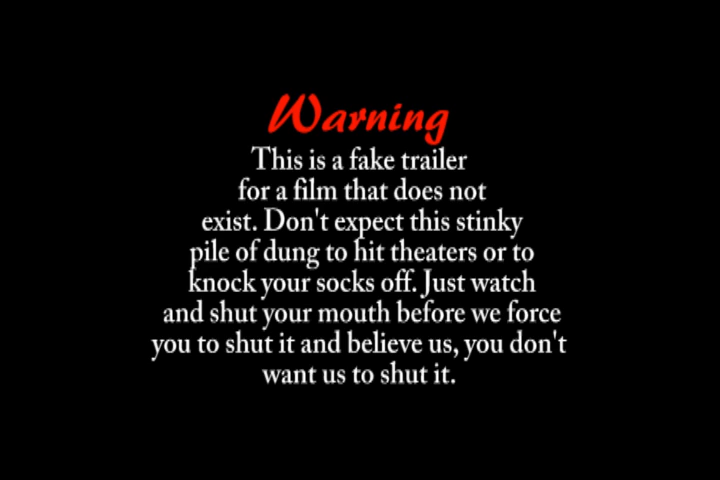 Warning
This is a fake trailer
for a film that does not
exist. Don't expect this stinky
pile of dung to hit theaters or to
knock your socks off. Just watch
and shut your mouth before we force
you to shut it and believe us, you don't
want us to shut it.